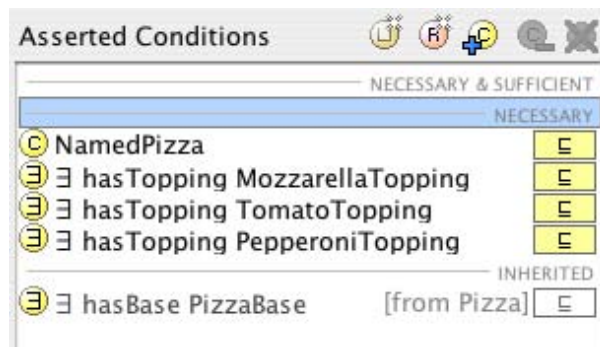 Asserted Conditions
NECESSARY & SUFFICIENT
NECESSARY
C NamedPizza ⊑
∃ ∃ hasTopping MozzarellaTopping ⊑
∃ ∃ hasTopping TomatoTopping ⊑
∃ ∃ hasTopping PepperoniTopping ⊑
INHERITED
∃ ∃ hasBase PizzaBase [from Pizza] ⊑